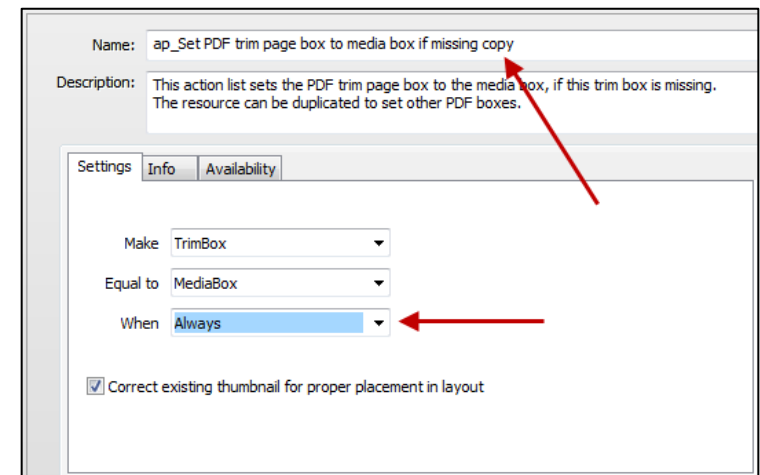 Name: ap_Set PDF trim page box to media box if missing copy
Description: This action list sets the PDF trim page box to the media box, if this trim box is missing.
The resource can be duplicated to set other PDF boxes.
Settings Info Availability
Make TrimBox
Equal to MediaBox
When Always
Correct existing thumbnail for proper placement in layout